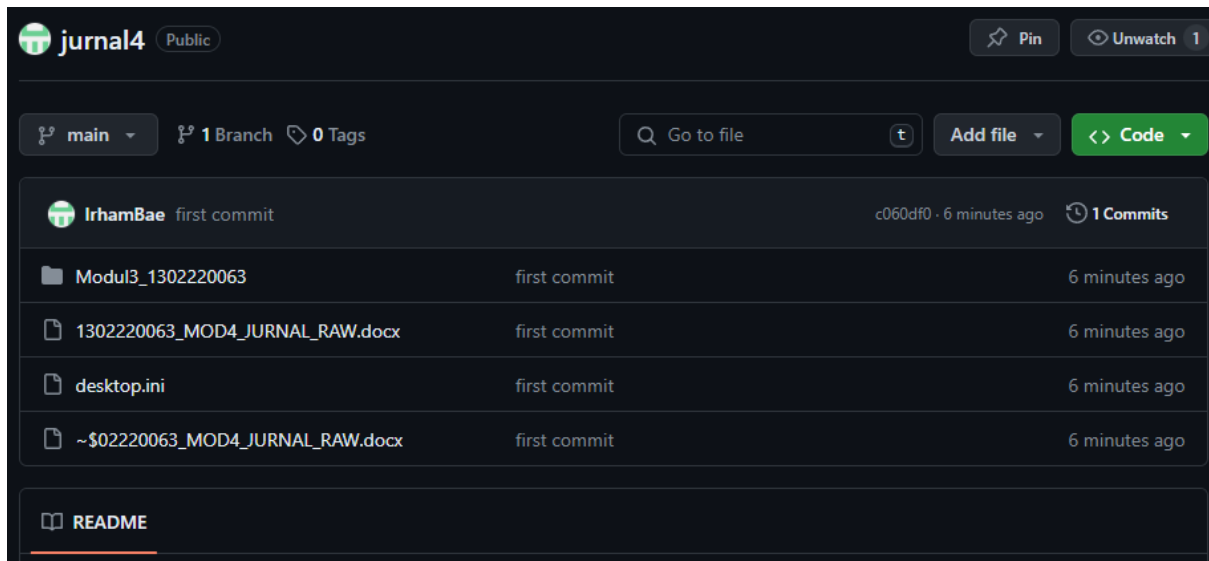 jurnal4 Public Pin Unwatch 1
main 1 Branch 0 Tags Go to file t Add file <> Code
IrhamBae first commit c060df0 · 6 minutes ago 1 Commits
Modul3_1302220063 first commit 6 minutes ago
1302220063_MOD4_JURNAL_RAW.docx first commit 6 minutes ago
desktop.ini first commit 6 minutes ago
~$02220063_MOD4_JURNAL_RAW.docx first commit 6 minutes ago
README